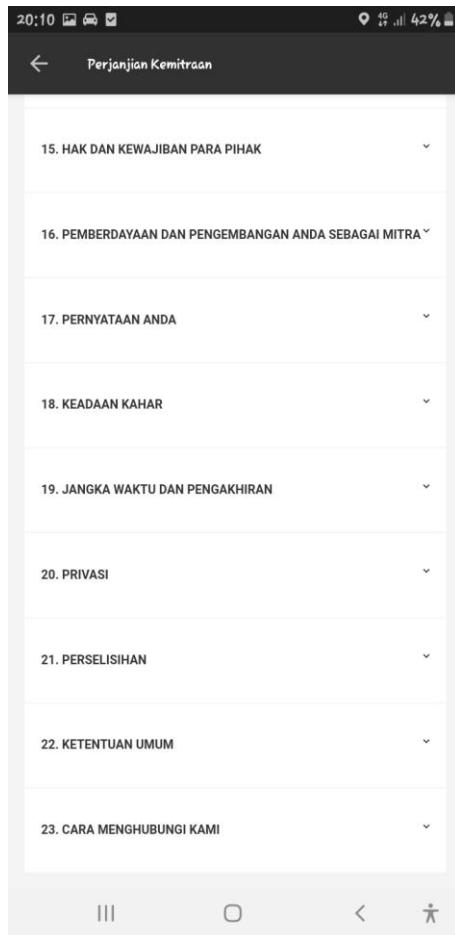 20:10 4G 42%
Perjanjian Kemitraan
15. HAK DAN KEWAJIBAN PARA PIHAK
16. PEMBERDAYAAN DAN PENGEMBANGAN ANDA SEBAGAI MITRA
17. PERNYATAAN ANDA
18. KEADAAN KAHAR
19. JANGKA WAKTU DAN PENGAKHIRAN
20. PRIVASI
21. PERSELISIHAN
22. KETENTUAN UMUM
23. CARA MENGHUBUNGI KAMI